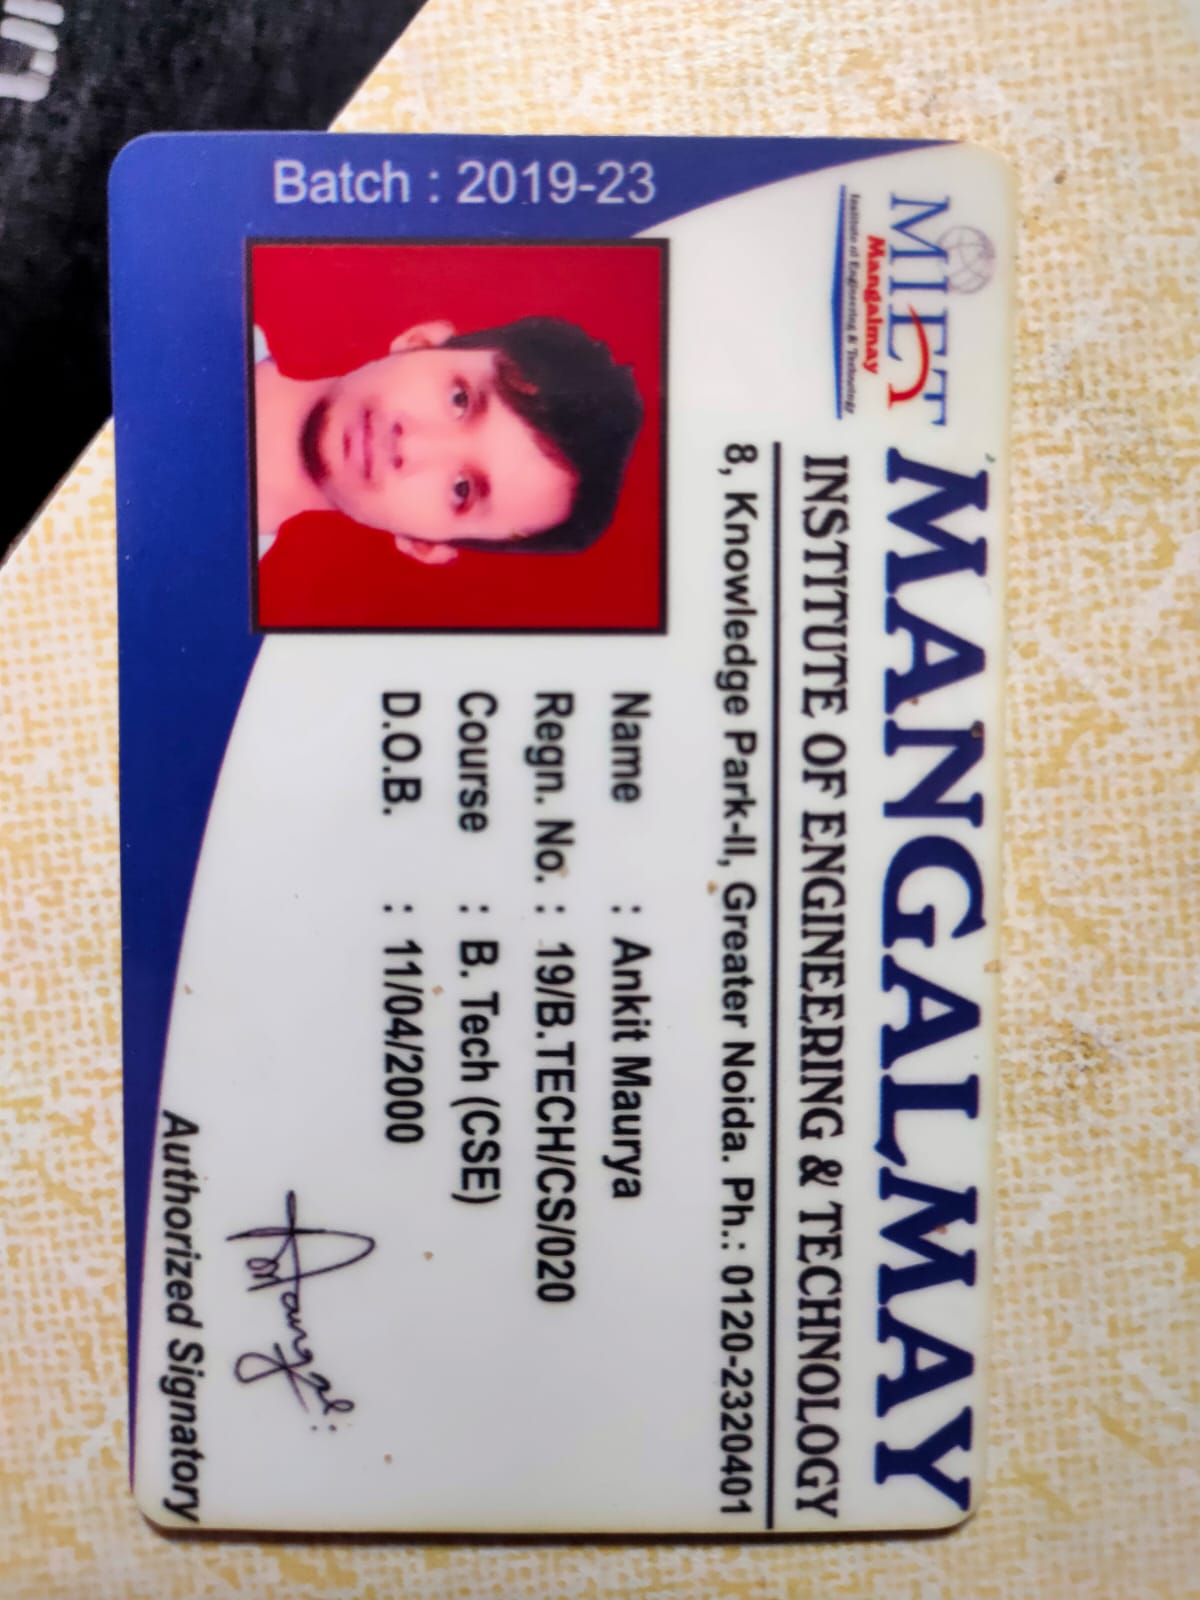 MIET
Mangalmay
Institute of Engineering & Technology
MANGALMAY
INSTITUTE OF ENGINEERING & TECHNOLOGY
8, Knowledge Park-II, Greater Noida. Ph.: 0120-2320401
Batch : 2019-23
Name : Ankit Maurya
Regn. No. : 19/B.TECH/CS/020
Course : B. Tech (CSE)
D.O.B. : 11/04/2000
Authorized Signatory